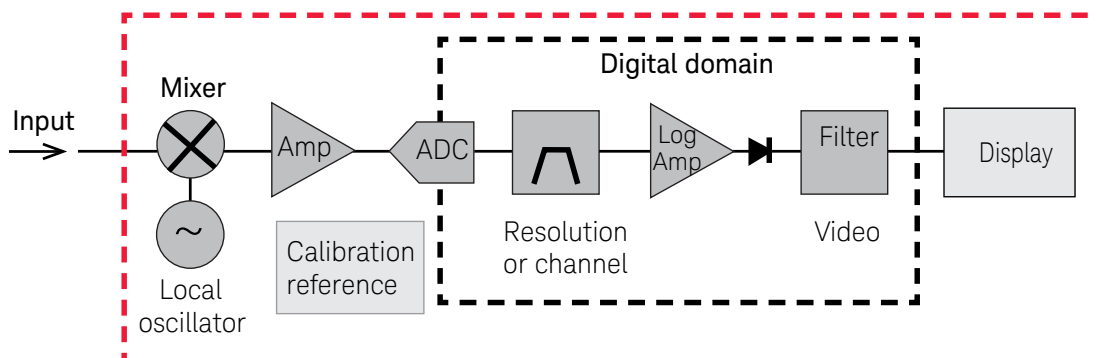 Digital domain
Mixer
Input
Amp
ADC
Log
Amp
Filter
Display
Resolution
or channel
Video
Calibration
reference
Local
oscillator
~